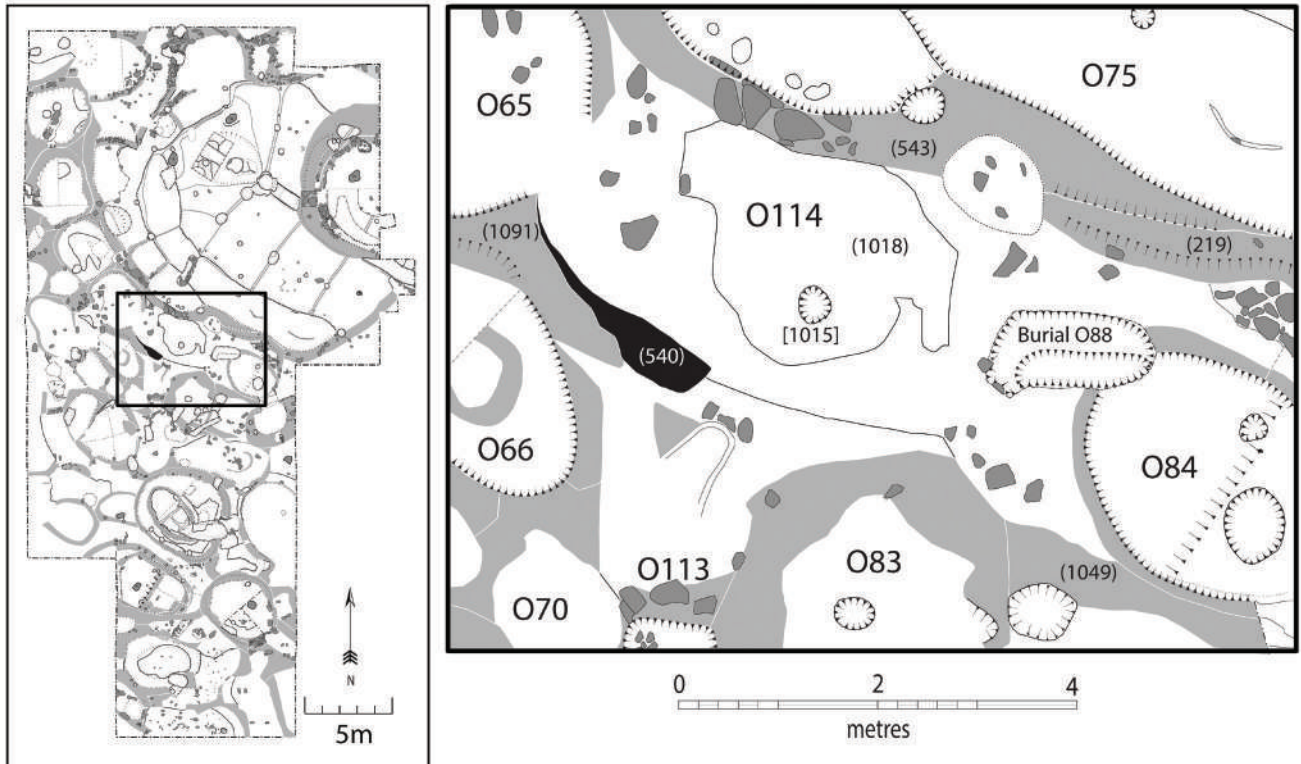 N
5m
O65
O75
(543)
(1091)
O114
(1018)
(219)
[1015]
Burial O88
(540)
O66
O84
O113
O83
(1049)
O70
0 2 4
metres